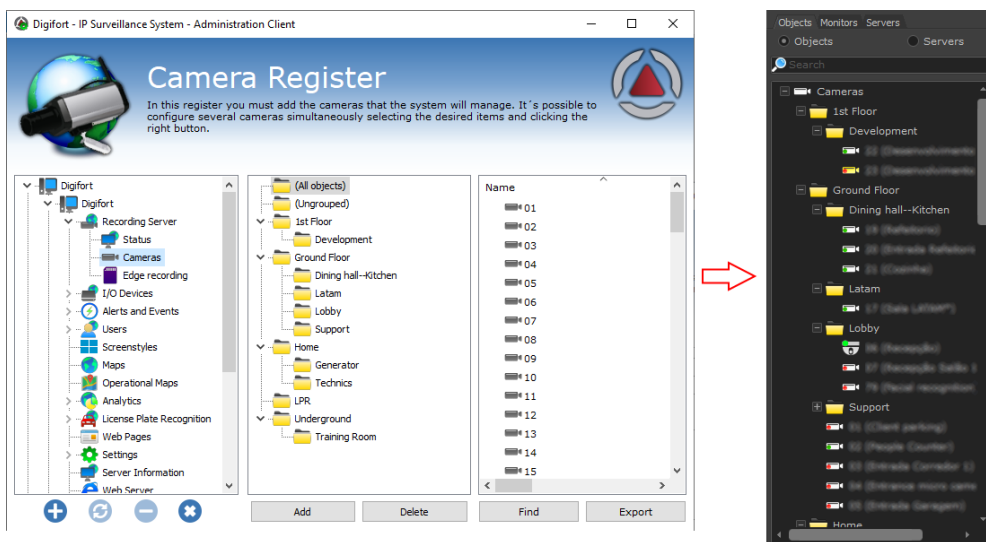 Digifort - IP Surveillance System - Administration Client
Camera Register
In this register you must add the cameras that the system will manage. It´s possible to
configure several cameras simultaneously selecting the desired items and clicking the
right button.
Digifort
Digifort
Recording Server
Status
Cameras
Edge recording
I/O Devices
Alerts and Events
Users
Screenstyles
Maps
Operational Maps
Analytics
License Plate Recognition
Web Pages
Settings
Server Information
Web Server
(All objects)
(Ungrouped)
1st Floor
Development
Ground Floor
Dining hall--Kitchen
Latam
Lobby
Support
Home
Generator
Technics
LPR
Underground
Training Room
Name
01
02
03
04
05
06
07
08
09
10
11
12
13
14
15
Add
Delete
Find
Export
Objects Monitors Servers
Objects Servers
Search
Cameras
1st Floor
Development
Ground Floor
Dining hall--Kitchen
Latam
Lobby
Support
Home